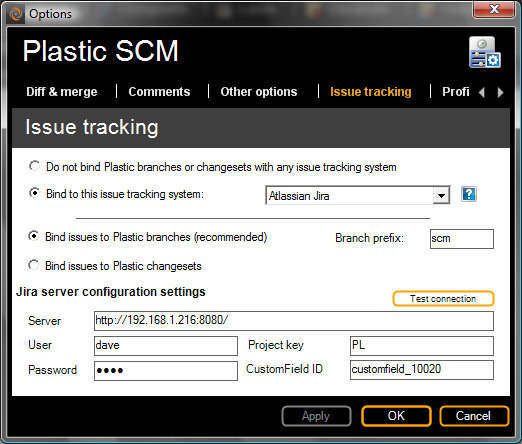 Options
Plastic SCM
Diff & merge Comments Other options Issue tracking Profi
Issue tracking
Do not bind Plastic branches or changesets with any issue tracking system
Bind to this issue tracking system: Atlassian Jira ?
Bind issues to Plastic branches (recommended) Branch prefix: scm
Bind issues to Plastic changesets
Jira server configuration settings Test connection
Server http://192.168.1.216:8080/
User dave Project key PL
Password ●●●● CustomField ID customfield_10020
Apply OK Cancel